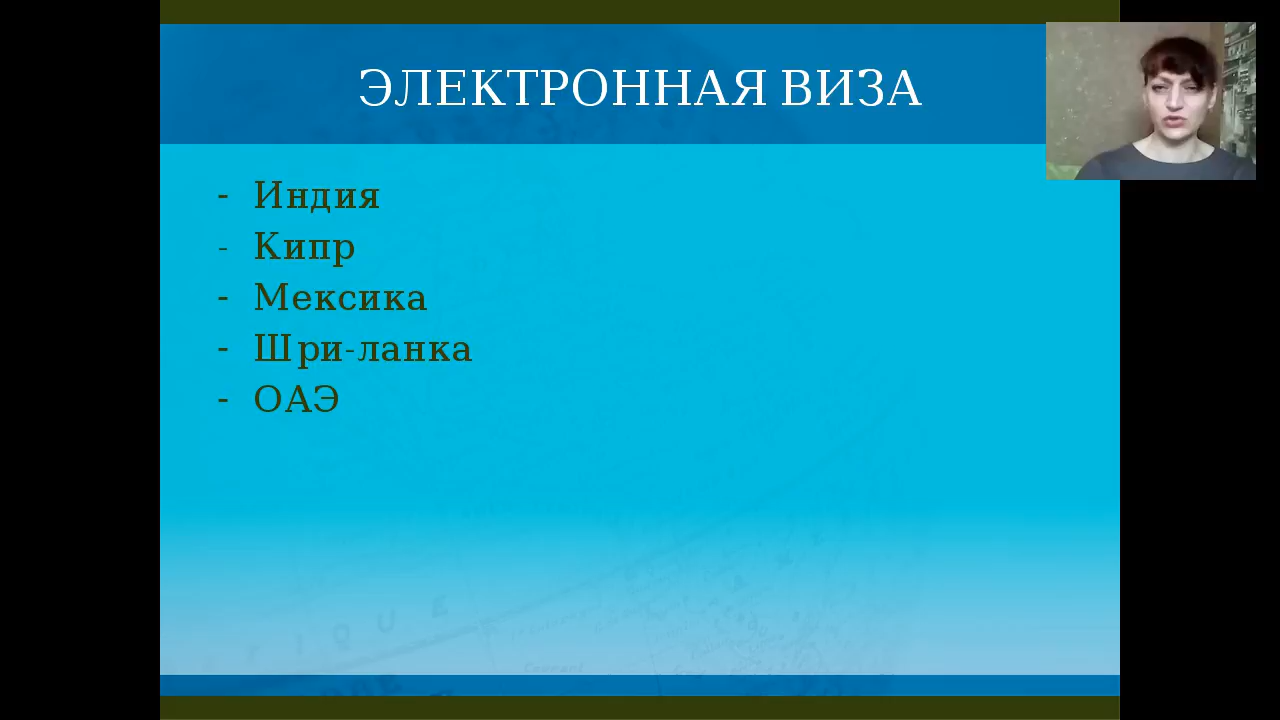 ЭЛЕКТРОННАЯ ВИЗА
- Индия
- Кипр
- Мексика
- Шри-ланка
- ОАЭ